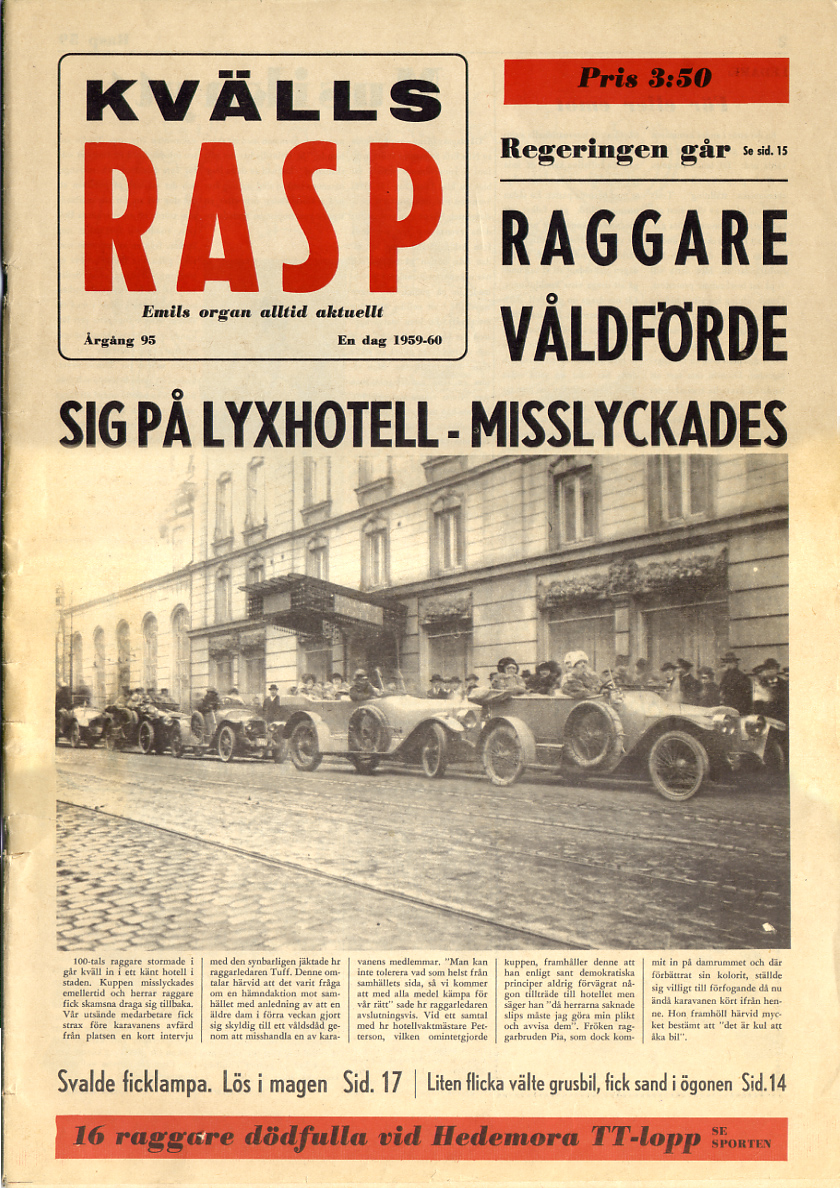 KVÄLLS
RASP
Emils organ alltid aktuellt
Årgång 95 En dag 1959-60
Pris 3:50
Regeringen går Se sid. 15
RAGGARE
VÅLDFÖRDE
SIG PÅ LYXHOTELL - MISSLYCKADES
100-tals raggare stormade i
går kväll in i ett känt hotell i
staden. Kuppen misslyckades
emellertid och herrar raggare
fick skamsna draga sig tillbaka.
Vår utsände medarbetare fick
strax före karavanens avfärd
från platsen en kort intervju
med den synbarligen jäktade hr
raggarledaren Tuff. Denne om-
talar härvid att det varit fråga
om en hämndaktion mot sam-
hället med anledning av att en
äldre dam i förra veckan gjort
sig skyldig till ett våldsdåd ge-
nom att misshandla en av kara-
vanens medlemmar. "Man kan
inte tolerera vad som helst från
samhällets sida, så vi kommer
att med alla medel kämpa för
vår rätt" sade hr raggarledaren
avslutningsvis. Vid ett samtal
med hr hotellvaktmästare Pet-
terson, vilken omintetgjorde
kuppen, framhåller denne att
han enligt sant demokratiska
principer aldrig förvägrat nå-
gon tillträde till hotellet men
säger han "då herrarna saknade
slips måste jag göra min plikt
och avvisa dem". Fröken rag-
garbruden Pia, som dock kom-
mit in på damrummet och där
förbättrat sin kolorit, ställde
sig villigt till förfogande då nu
ändå karavanen kört ifrån hen-
ne. Hon framhöll härvid myc-
ket bestämt att "det är kul att
åka bil".
Svalde ficklampa. Lös i magen Sid. 17
Liten flicka välte grusbil, fick sand i ögonen Sid.14
16 raggare dödfulla vid Hedemora TT-lopp SE
SPORTEN